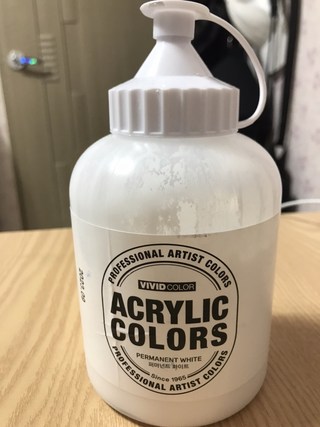 PROFESSIONAL ARTIST COLORS
VIVID COLOR
ACRYLIC
COLORS
PERMANENT WHITE
퍼머넌트 화이트
Since 1965
PROFESSIONAL ARTIST COLORS